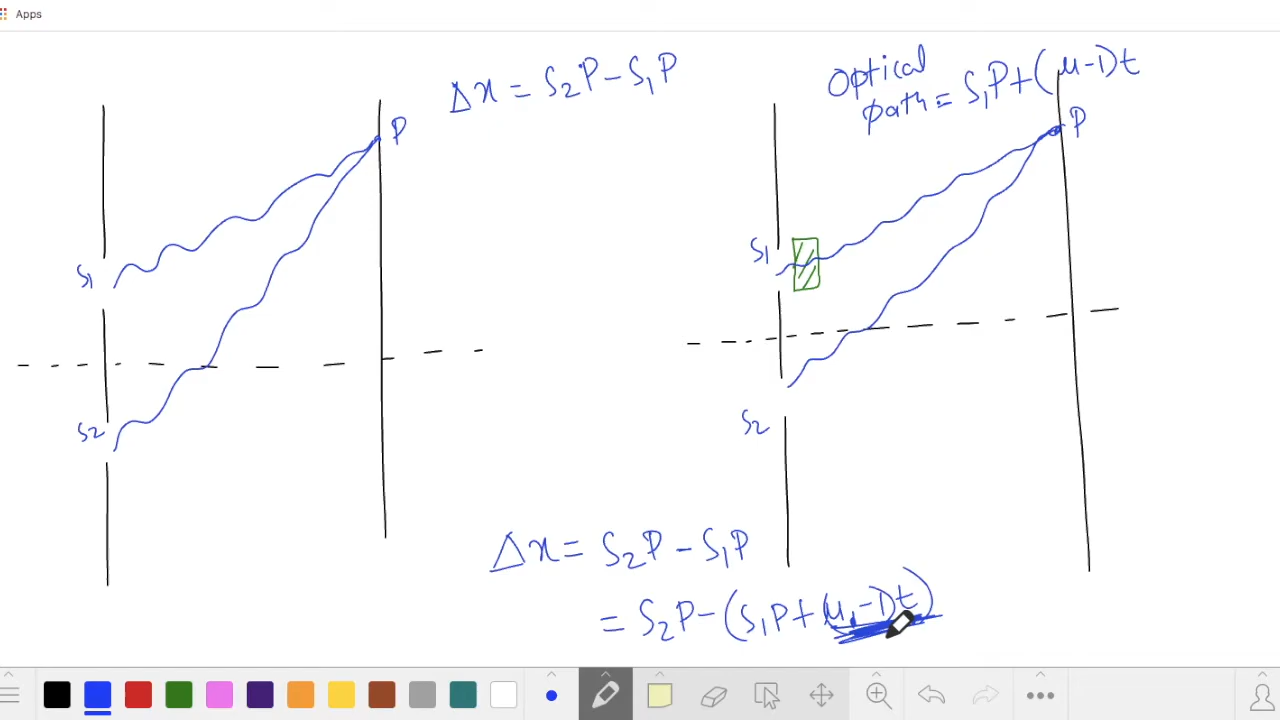 Apps
Δx = S2P - S1P
Optical
path = S1P + (μ-1)t
P
P
S1
S1
S2
S2
Δx = S2P - S1P
= S2P - (S1P + (μ-1)t)